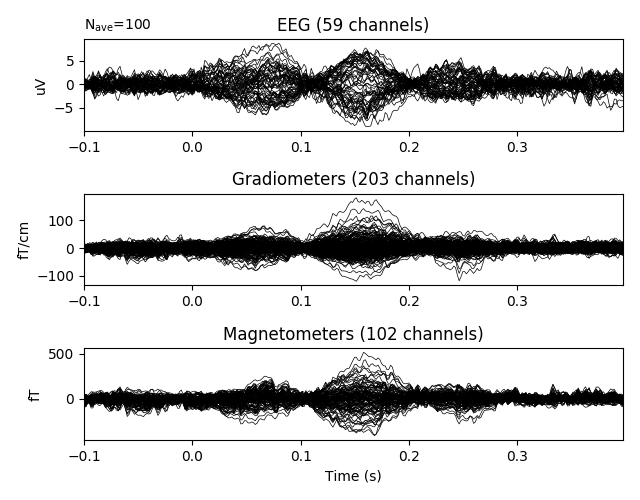 N_ave=100
EEG (59 channels)
uV
5
0
−5
−0.1 0.0 0.1 0.2 0.3
Gradiometers (203 channels)
fT/cm
100
0
−100
−0.1 0.0 0.1 0.2 0.3
Magnetometers (102 channels)
fT
500
0
−0.1 0.0 0.1 0.2 0.3
Time (s)